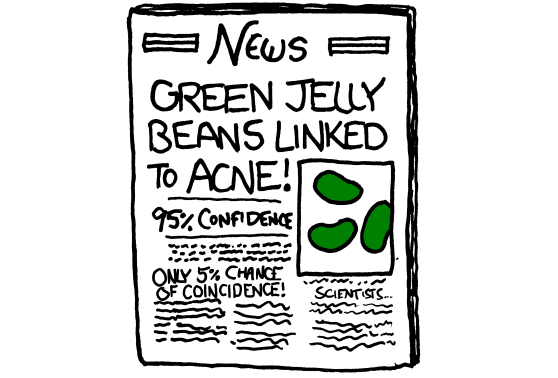 NEWS
GREEN JELLY
BEANS LINKED
TO ACNE!
95% CONFIDENCE
ONLY 5% CHANCE
OF COINCIDENCE!
SCIENTISTS...